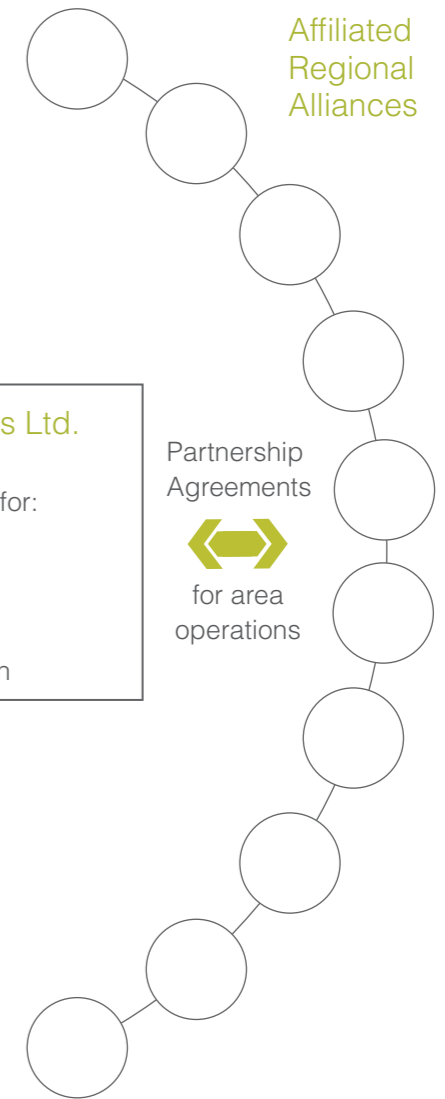 Affiliated
Regional
Alliances
s Ltd.
for:
n
Partnership
Agreements
for area
operations